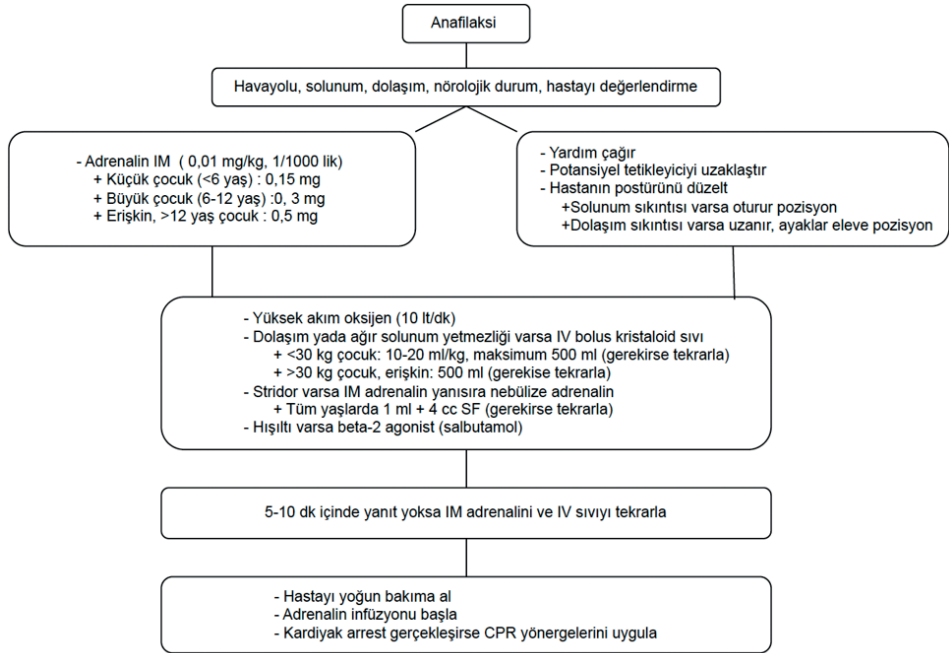 Anafilaksi
Havayolu, solunum, dolaşım, nörolojik durum, hastayı değerlendirme
- Adrenalin IM ( 0,01 mg/kg, 1/1000 lik)
+ Küçük çocuk (<6 yaş) : 0,15 mg
+ Büyük çocuk (6-12 yaş) :0, 3 mg
+ Erişkin, >12 yaş çocuk : 0,5 mg
- Yardım çağır
- Potansiyel tetikleyiciyi uzaklaştır
- Hastanın postürünü düzelt
+Solunum sıkıntısı varsa oturur pozisyon
+Dolaşım sıkıntısı varsa uzanır, ayaklar eleve pozisyon
- Yüksek akım oksijen (10 lt/dk)
- Dolaşım yada ağır solunum yetmezliği varsa IV bolus kristaloid sıvı
+ <30 kg çocuk: 10-20 ml/kg, maksimum 500 ml (gerekirse tekrarla)
+ >30 kg çocuk, erişkin: 500 ml (gerekise tekrarla)
- Stridor varsa IM adrenalin yanısıra nebülize adrenalin
+ Tüm yaşlarda 1 ml + 4 cc SF (gerekirse tekrarla)
- Hışıltı varsa beta-2 agonist (salbutamol)
5-10 dk içinde yanıt yoksa IM adrenalini ve IV sıvıyı tekrarla
- Hastayı yoğun bakıma al
- Adrenalin infüzyonu başla
- Kardiyak arrest gerçekleşirse CPR yönergelerini uygula